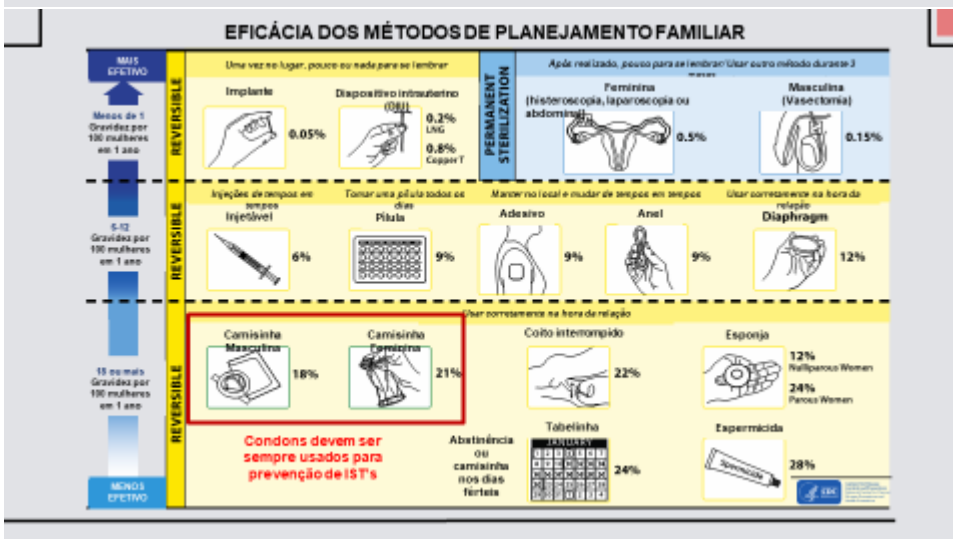 EFICÁCIA DOS MÉTODOS DE PLANEJAMENTO FAMILIAR
MAIS
EFETIVO
Menos de 1
Gravidez por
100 mulheres
em 1 ano
REVERSIBLE
Uma vez no lugar, pouco ou nada para se lembrar
Implante
0.05%
Dispositivo intrauterino
(DIU)
0.2%
LNG
0.8%
Copper T
PERMANENT
STERILIZATION
Após realizado, pouco para se lembrar/Usar outro método durante 3
Feminina
(histeroscopia, laparoscopia ou
abdominal)
0.5%
Masculina
(Vasectomia)
0.15%
6-12
Gravidez por
100 mulheres
em 1 ano
REVERSIBLE
Injeções de tempos em
tempos
Injetável
6%
Tomar uma pílula todos os
dias
Pílula
9%
Manter no local e mudar de tempos em tempos
Adesivo
9%
Anel
9%
Usar corretamente na hora da
relação
Diaphragm
12%
18 ou mais
Gravidez por
100 mulheres
em 1 ano
MENOS
EFETIVO
REVERSIBLE
Usar corretamente na hora da relação
Camisinha
Masculina
18%
Camisinha
Feminina
21%
Coito interrompido
22%
Esponja
12%
Nulliparous Women
24%
Parous Women
Condons devem ser
sempre usados para
prevenção de IST's
Abstinência
ou
camisinha
nos dias
férteis
Tabelinha
JANUARY
24%
Espermicida
Spermicide
28%
CDC